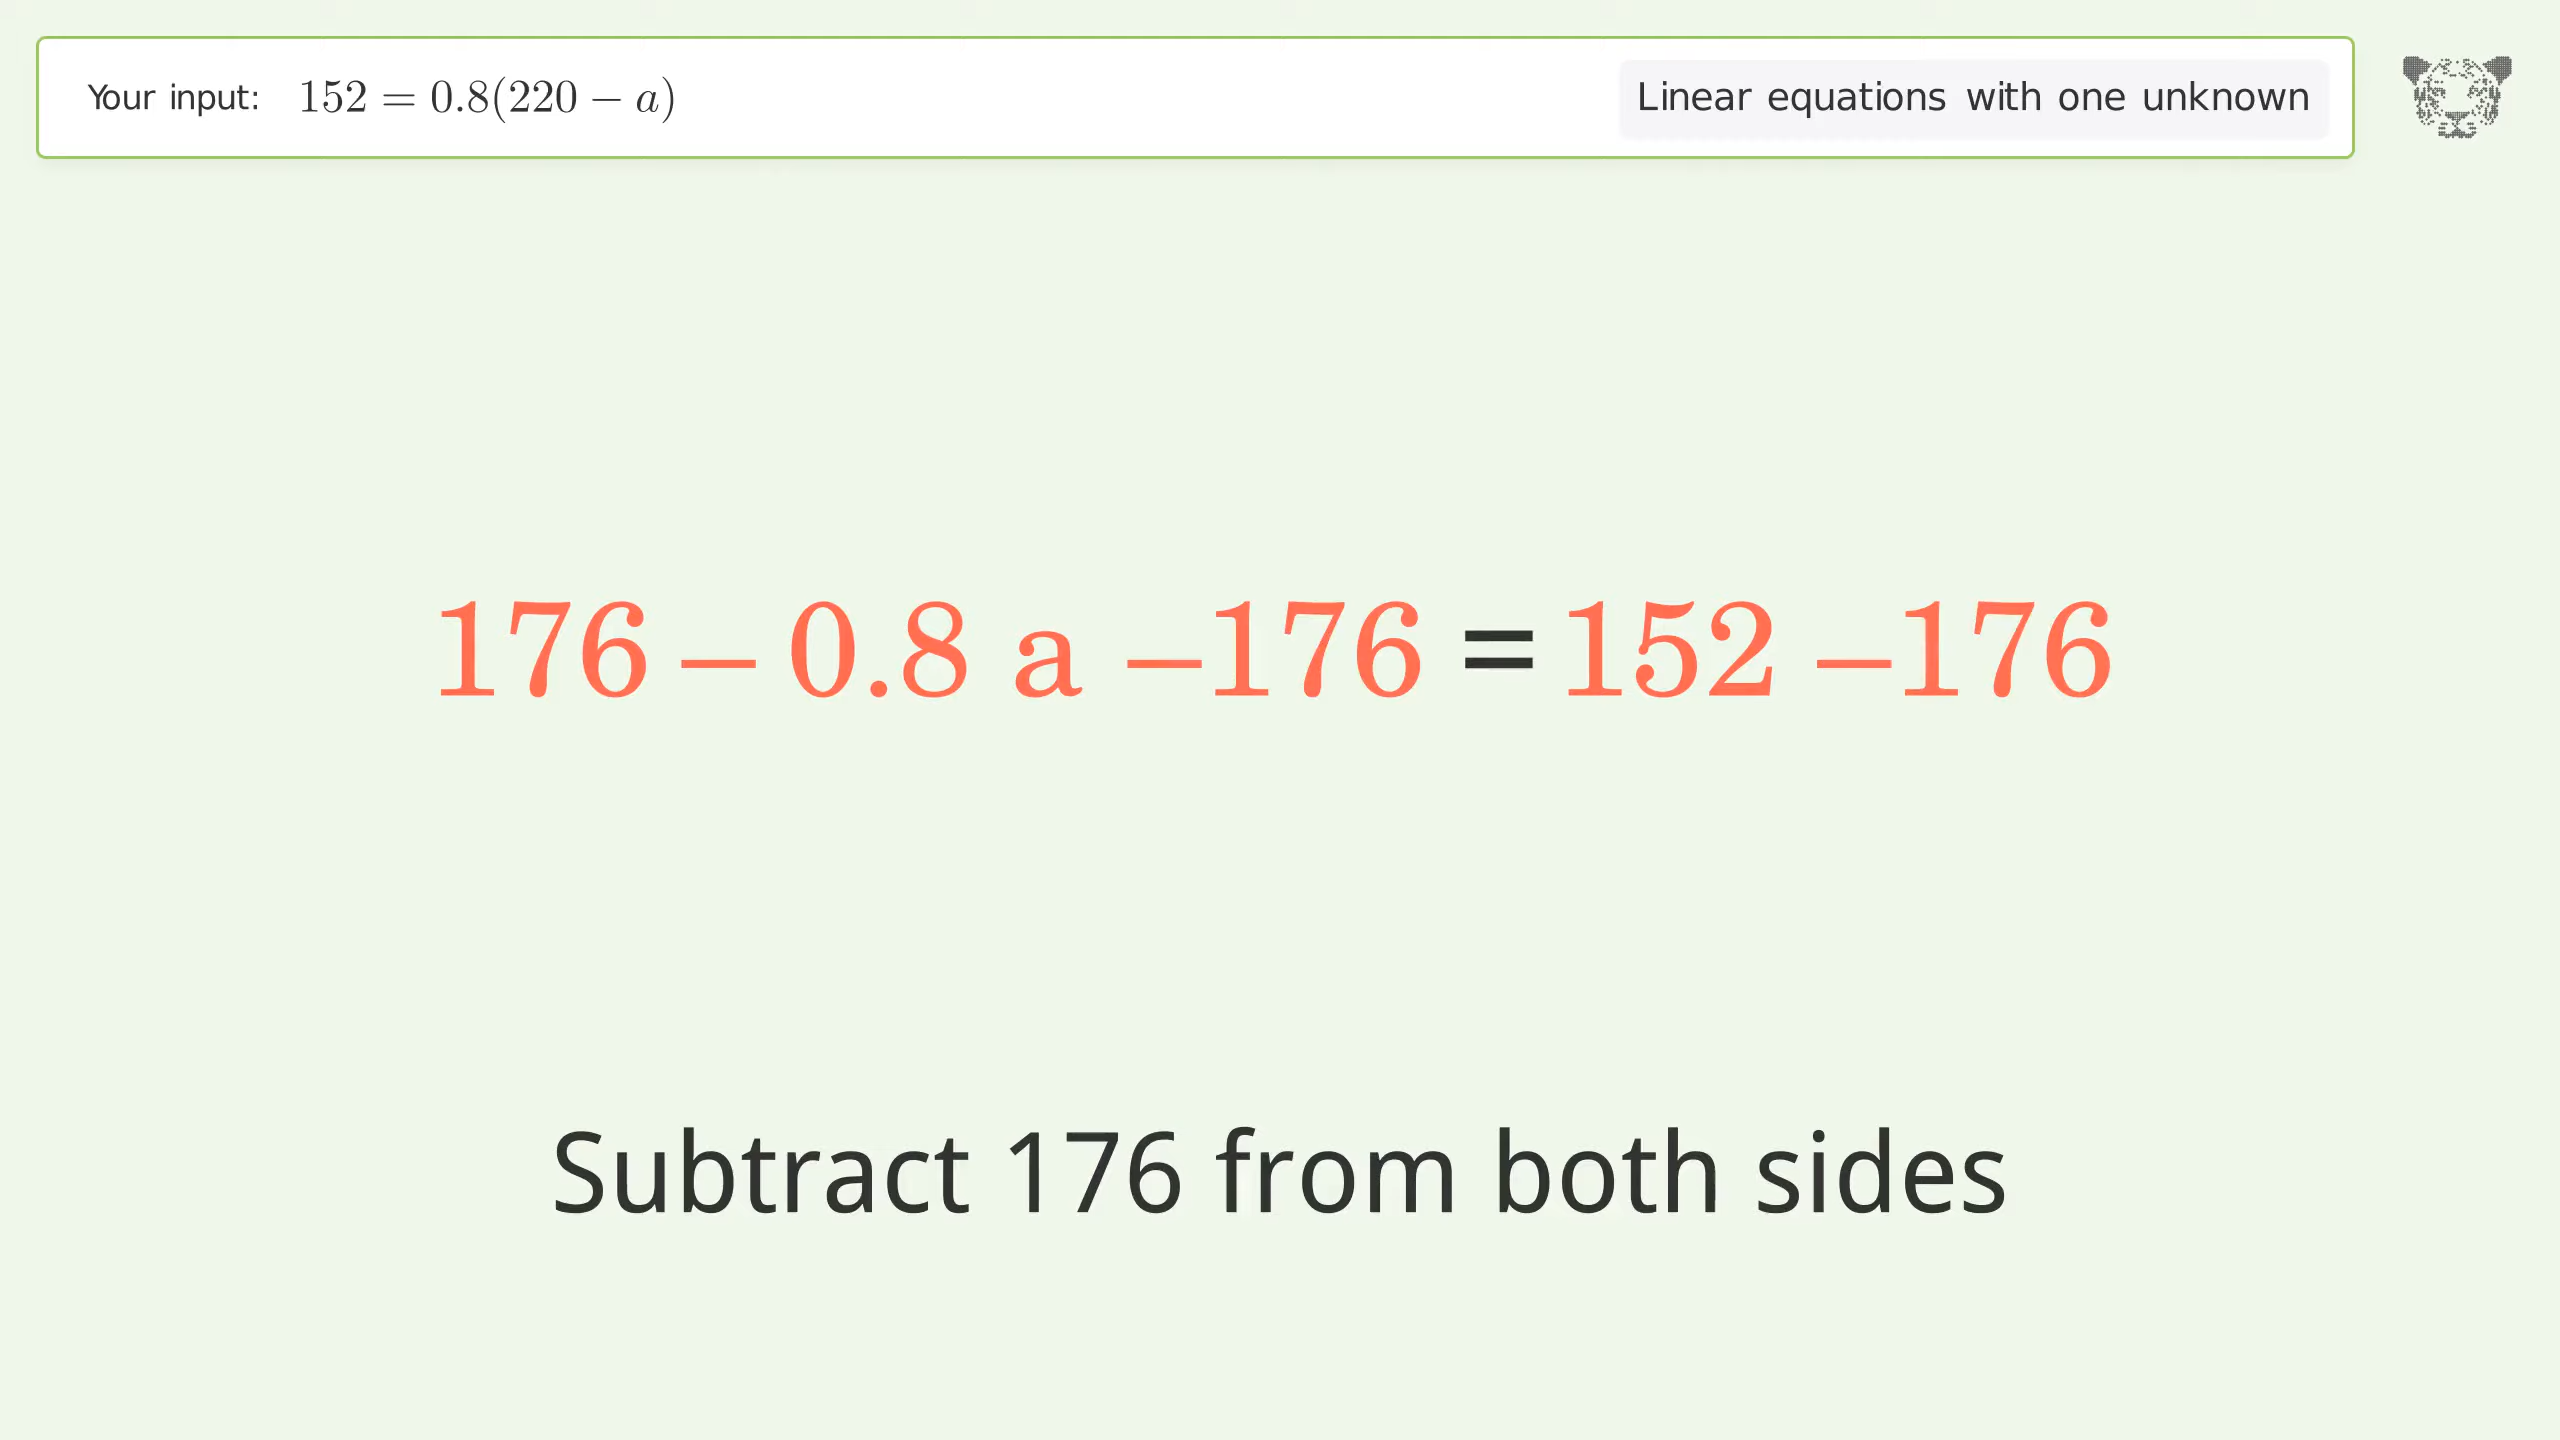 Your input: 152 = 0.8(220 − a) Linear equations with one unknown
176 – 0.8 a –176 = 152 –176
Subtract 176 from both sides